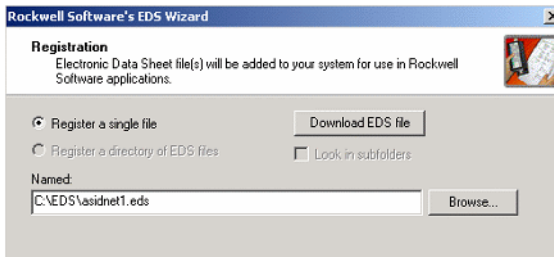 Rockwell Software's EDS Wizard
Registration
Electronic Data Sheet file(s) will be added to your system for use in Rockwell
Software applications.
Register a single file
Download EDS file
Register a directory of EDS files
Look in subfolders
Named:
C:\EDS\asidnet1.eds
Browse...